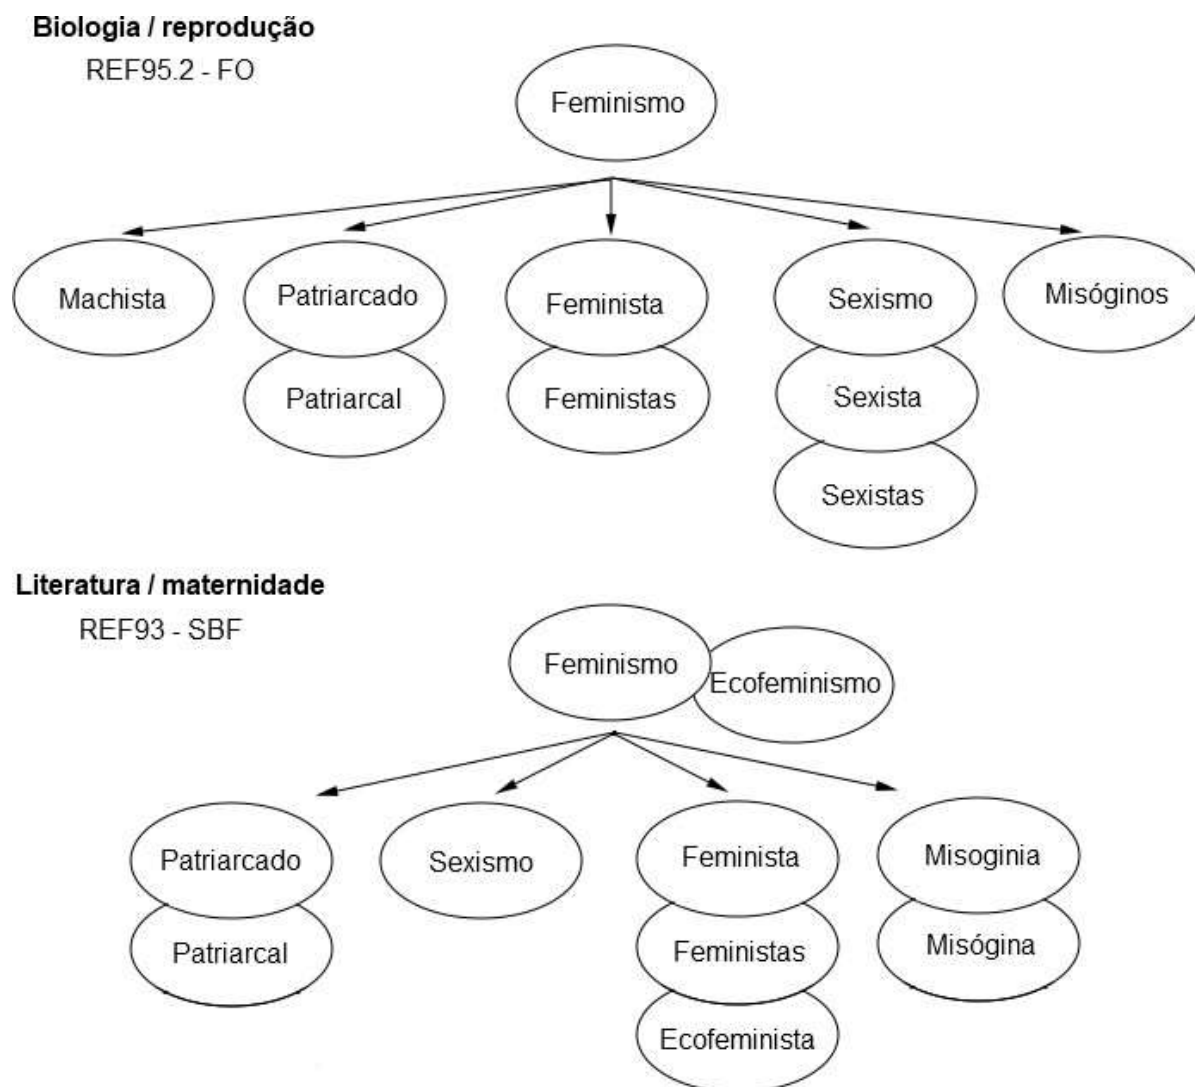 Biologia / reprodução
REF95.2 - FO
Feminismo
Machista
Patriarcado
Patriarcal
Feminista
Feministas
Sexismo
Sexista
Sexistas
Misóginos
Literatura / maternidade
REF93 - SBF
Feminismo
Ecofeminismo
Patriarcado
Patriarcal
Sexismo
Feminista
Feministas
Ecofeminista
Misoginia
Misógina